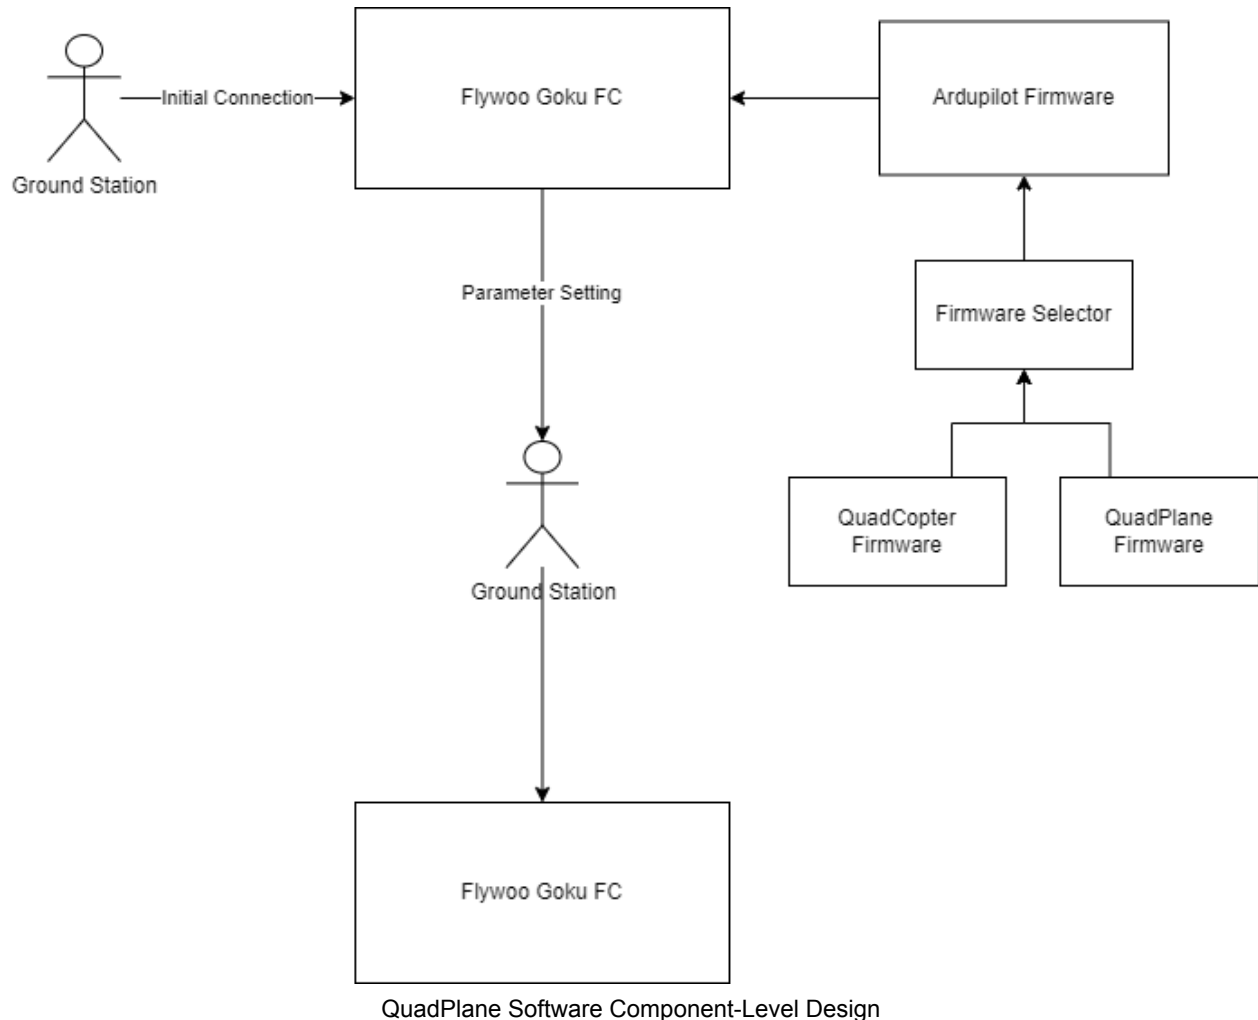 Initial Connection
Flywoo Goku FC
Ardupilot Firmware
Ground Station
Parameter Setting
Firmware Selector
QuadCopter
Firmware
QuadPlane
Firmware
Ground Station
Flywoo Goku FC
QuadPlane Software Component-Level Design